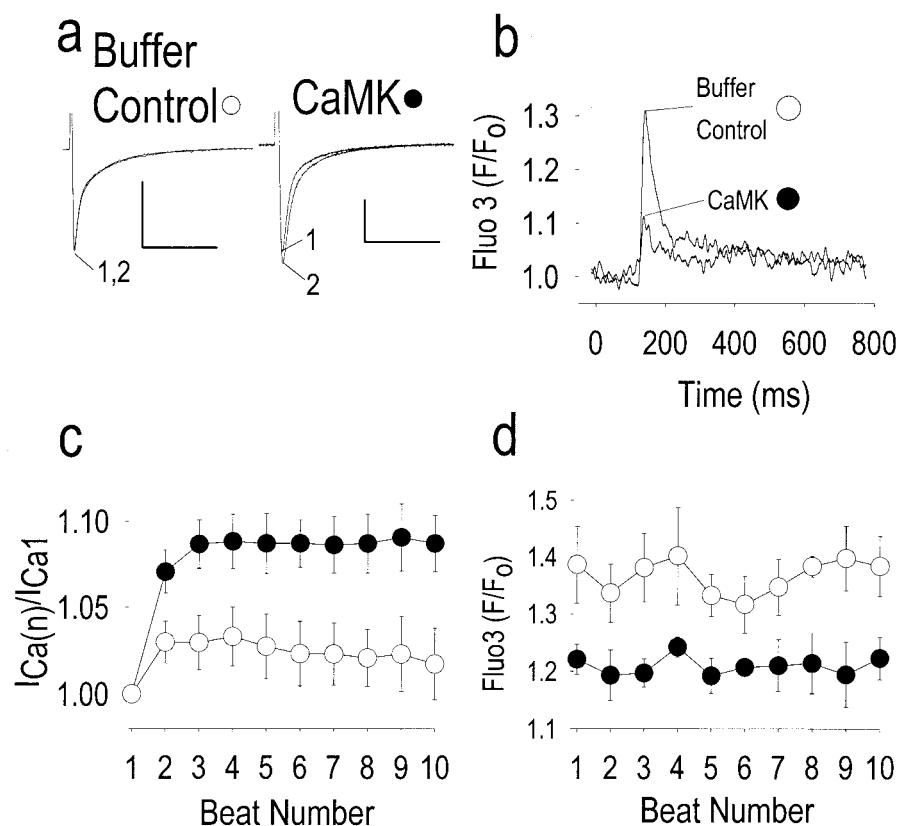 a
Buffer
Control
CaMK
1,2
1
2
b
Fluo 3 (F/Fo)
1.3
1.2
1.1
1.0
Buffer
Control
CaMK
0 200 400 600 800
Time (ms)
c
ICa(n)/ICa1
1.10
1.05
1.00
1 2 3 4 5 6 7 8 9 10
Beat Number
d
Fluo3 (F/Fo)
1.5
1.4
1.3
1.2
1.1
1 2 3 4 5 6 7 8 9 10
Beat Number